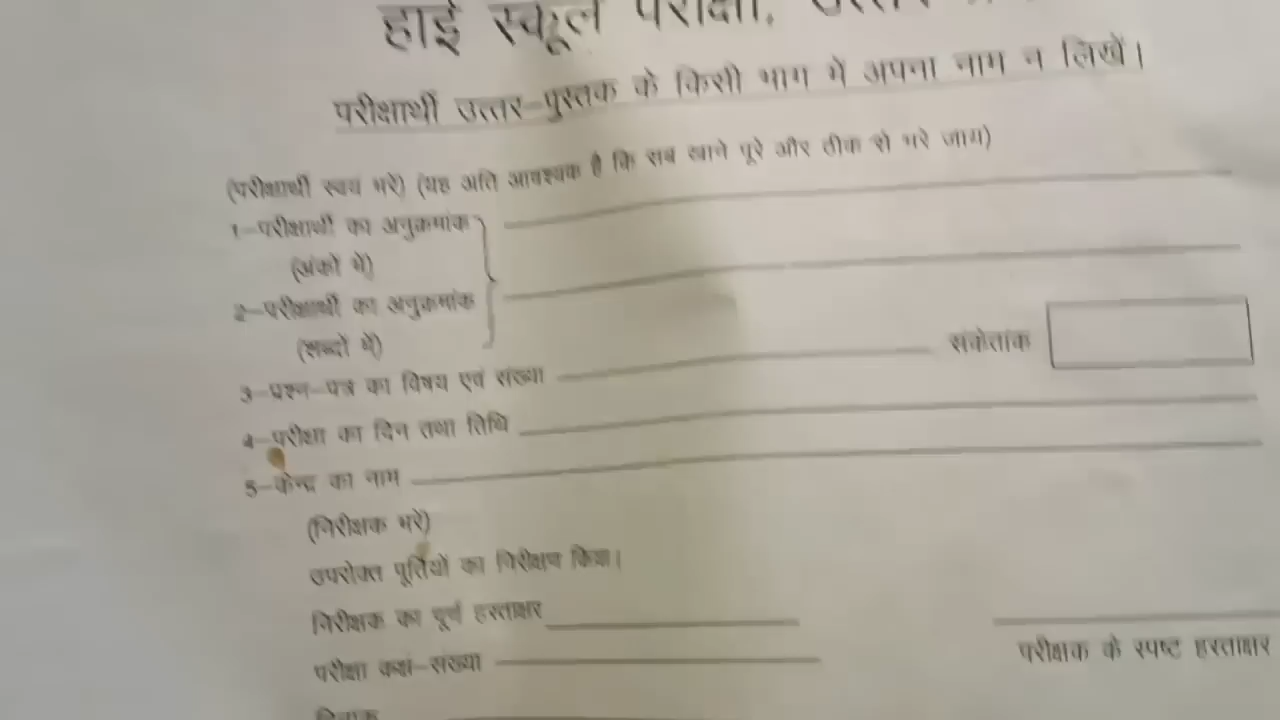 हाई स्कूल परीक्षा, उत्तर
परीक्षार्थी उत्तर-पुस्तक के किसी भाग में अपना नाम न लिखें।
(परीक्षार्थी स्वयं भरें) (यह अति आवश्यक है कि सब खाने पूरे और ठीक से भरे जाय)
1-परीक्षार्थी का अनुक्रमांक
(अंकों में)
2-परीक्षार्थी का अनुक्रमांक
(शब्दों में)
3-प्रश्न-पत्र का विषय एवं संख्या
संकेतांक
4-परीक्षा का दिन तथा तिथि
5-केन्द्र का नाम
(निरीक्षक भरें)
उपरोक्त पूर्तियों का निरीक्षण किया।
निरीक्षक का पूर्ण हस्ताक्षर
परीक्षक के स्पष्ट हस्ताक्षर
परीक्षा कक्ष-संख्या
दिनांक